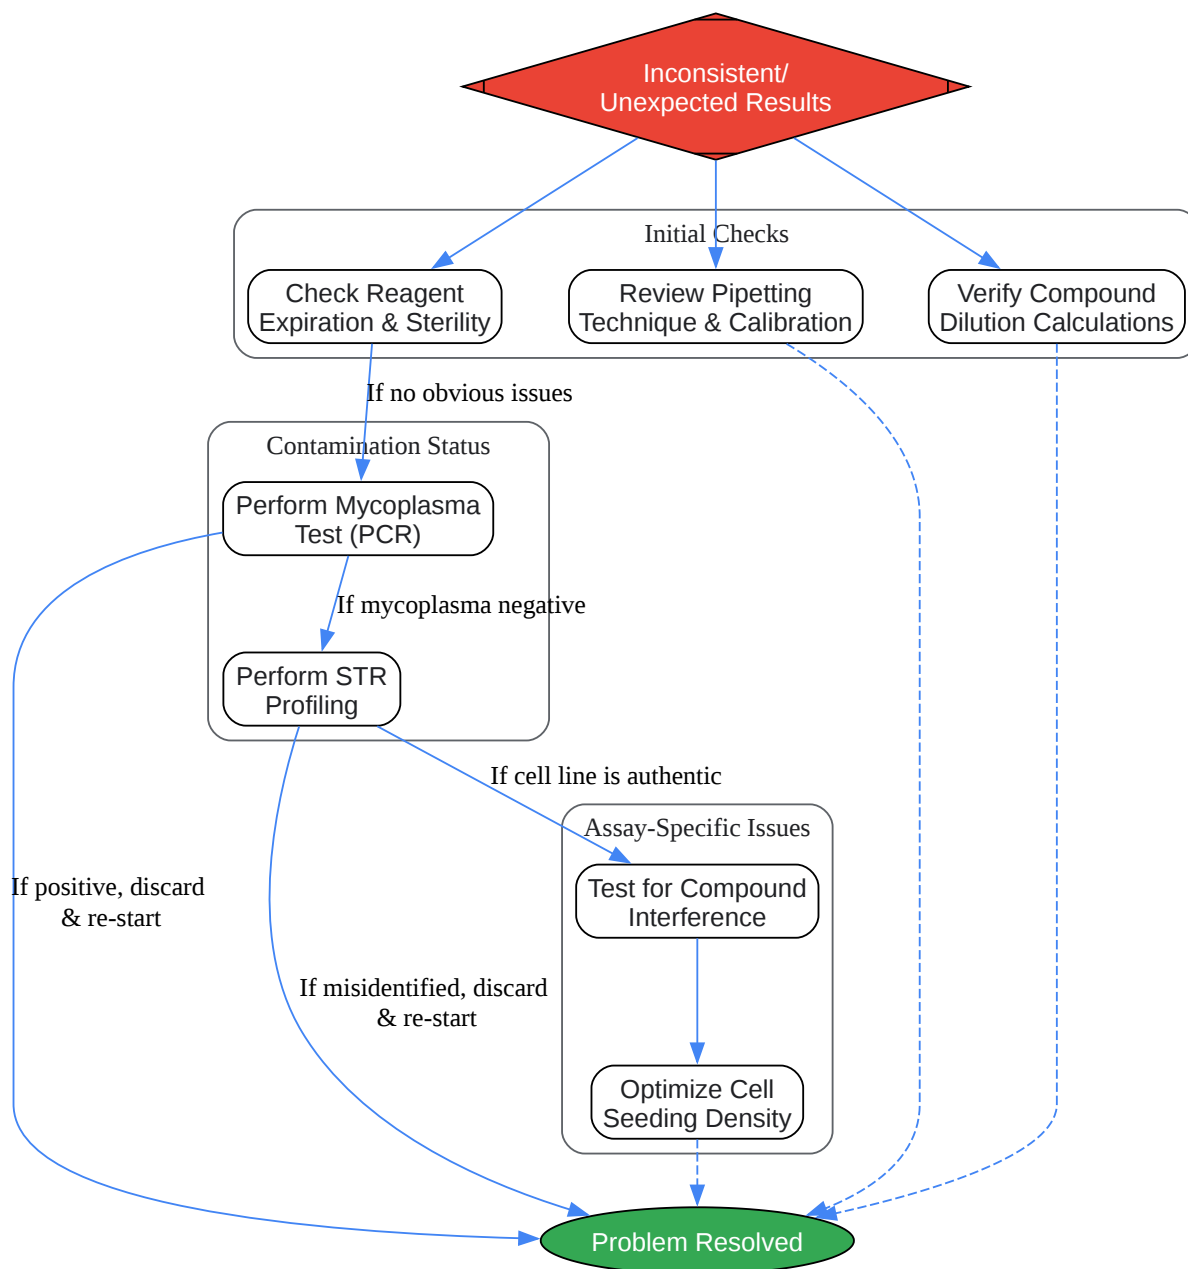 Inconsistent/
Unexpected Results
Initial Checks
Check Reagent
Expiration & Sterility
Review Pipetting
Technique & Calibration
Verify Compound
Dilution Calculations
If no obvious issues
Contamination Status
Perform Mycoplasma
Test (PCR)
If mycoplasma negative
Perform STR
Profiling
If cell line is authentic
Assay-Specific Issues
Test for Compound
Interference
If positive, discard
& re-start
If misidentified, discard
& re-start
Optimize Cell
Seeding Density
Problem Resolved